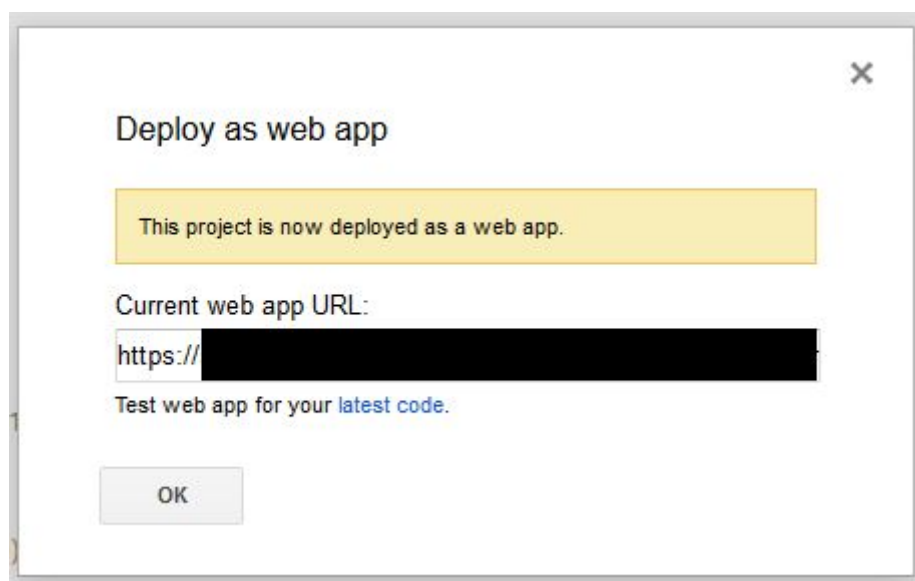 Deploy as web app
This project is now deployed as a web app.
Current web app URL:
https://
Test web app for your latest code.
OK